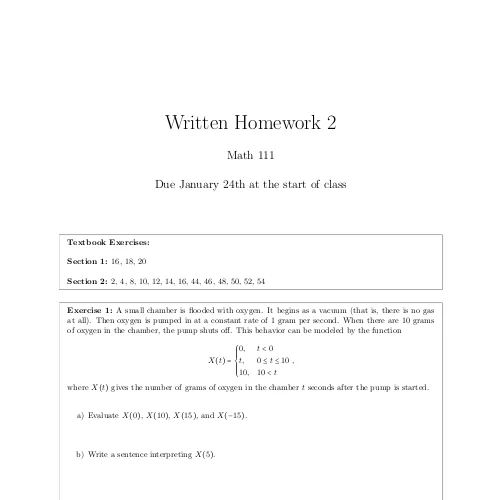 Written Homework 2
Math 111
Due January 24th at the start of class
Textbook Exercises:
Section 1: 16, 18, 20
Section 2: 2, 4, 8, 10, 12, 14, 16, 44, 46, 48, 50, 52, 54
Exercise 1: A small chamber is flooded with oxygen. It begins as a vacuum (that is, there is no gas
at all). Then oxygen is pumped in at a constant rate of 1 gram per second. When there are 10 grams
of oxygen in the chamber, the pump shuts off. This behavior can be modeled by the function
X(t) = {0, t < 0
t, 0 ≤ t ≤ 10 ,
10, 10 < t
where X(t) gives the number of grams of oxygen in the chamber t seconds after the pump is started.
a) Evaluate X(0), X(10), X(15), and X(−15).
b) Write a sentence interpreting X(5).